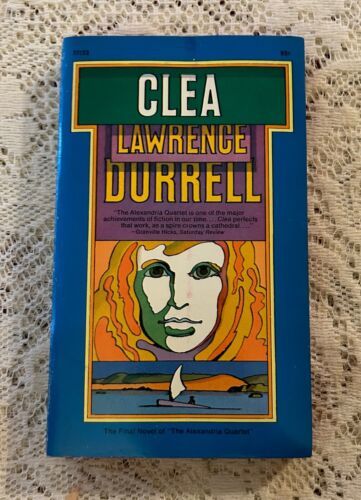 95¢
CLEA
LAWRENCE
DURRELL
"The Alexandria Quartet is one of the major
achievements of fiction in our time.... Clea perfects
that work, as a spire crowns a cathedral...."
—Granville Hicks, Saturday Review
The Final Novel of "The Alexandria Quartet"